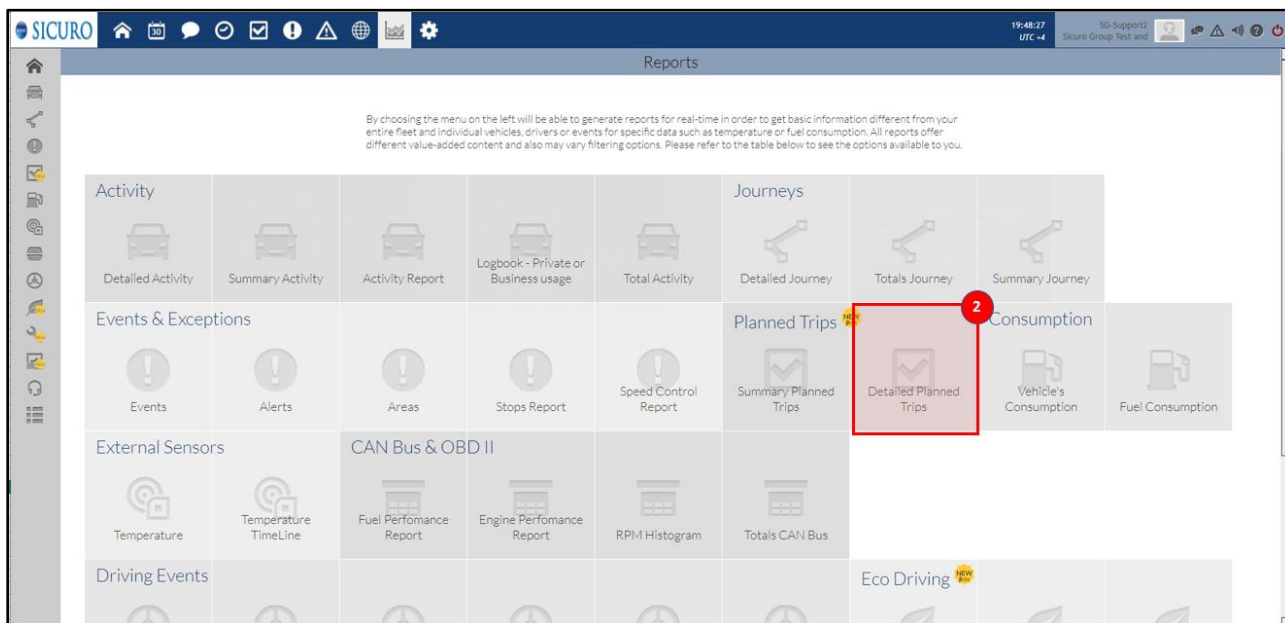 SICURO
30
19:48:27
UTC +4
SG-Support2
Sicuro Group Test and
Reports
By choosing the menu on the left will be able to generate reports for real-time in order to get basic information different from your
entire fleet and individual vehicles, drivers or events for specific data such as temperature or fuel consumption. All reports offer
different value-added content and also may vary filtering options. Please refer to the table below to see the options available to you.
Activity
Journeys
Detailed Activity
Summary Activity
Activity Report
Logbook - Private or
Business usage
Total Activity
Detailed Journey
Totals Journey
Summary Journey
Events & Exceptions
Planned Trips
NEW
2
Consumption
Events
Alerts
Areas
Stops Report
Speed Control
Report
Summary Planned
Trips
Detailed Planned
Trips
Vehicle's
Consumption
Fuel Consumption
External Sensors
CAN Bus & OBD II
Temperature
Temperature
TimeLine
Fuel Perfomance
Report
Engine Perfomance
Report
RPM Histogram
Totals CAN Bus
Driving Events
Eco Driving
NEW